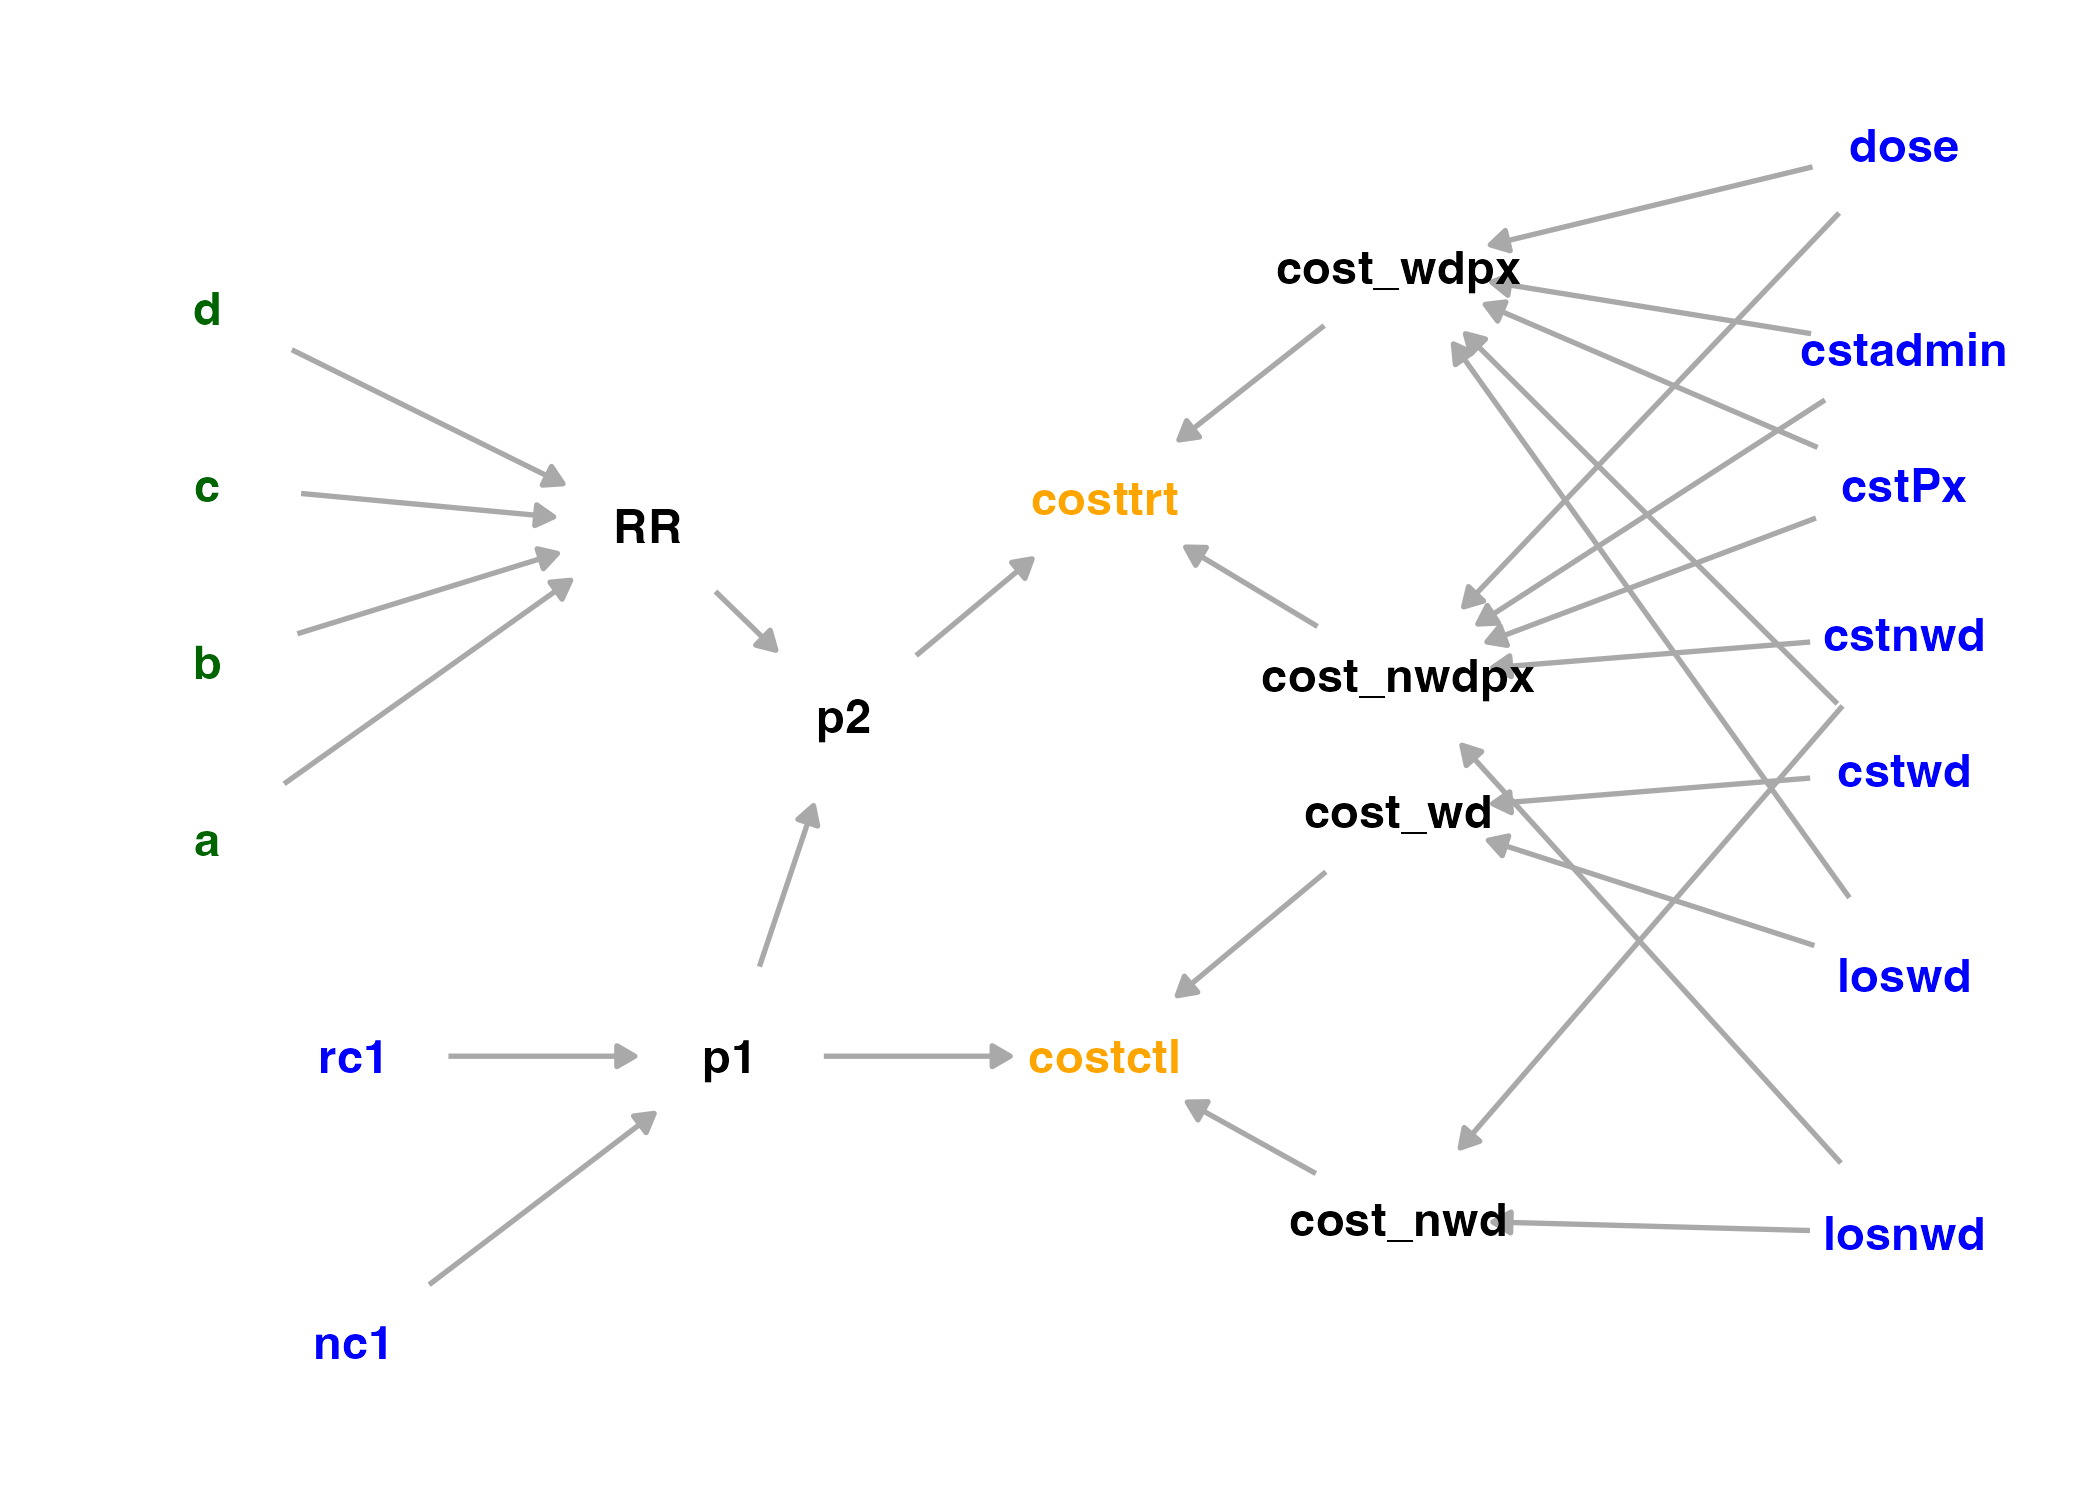 dose
cost_wdpx
d
cstadmin
c
cstPx
costtrt
RR
cstnwd
b
cost_nwdpx
p2
cstwd
cost_wd
a
loswd
rc1
p1
costctl
cost_nwd
losnwd
nc1